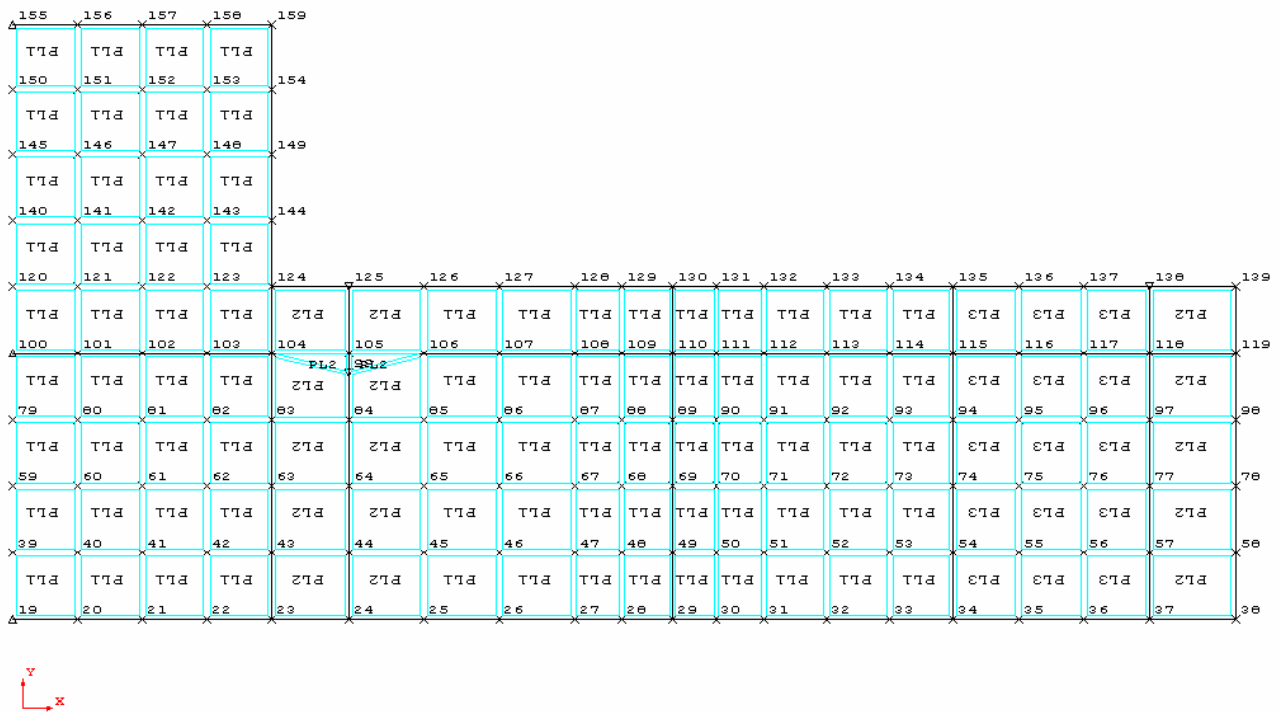 155 156 157 158 159
PL1 PL1 PL1 PL1
150 151 152 153 154
PL1 PL1 PL1 PL1
145 146 147 148 149
PL1 PL1 PL1 PL1
140 141 142 143 144
PL1 PL1 PL1 PL1
120 121 122 123 124 125 126 127 128 129 130 131 132 133 134 135 136 137 138 139
PL1 PL1 PL1 PL1 PL2 PL2 PL1 PL1 PL1 PL1 PL1 PL1 PL1 PL1 PL1 PL3 PL3 PL3 PL2
100 101 102 103 104 105 106 107 108 109 110 111 112 113 114 115 116 117 118 119
PL2 99 PL2
PL1 PL1 PL1 PL1 PL2 PL2 PL1 PL1 PL1 PL1 PL1 PL1 PL1 PL1 PL1 PL3 PL3 PL3 PL2
79 80 81 82 83 84 85 86 87 88 89 90 91 92 93 94 95 96 97 98
PL1 PL1 PL1 PL1 PL2 PL2 PL1 PL1 PL1 PL1 PL1 PL1 PL1 PL1 PL1 PL3 PL3 PL3 PL2
59 60 61 62 63 64 65 66 67 68 69 70 71 72 73 74 75 76 77 78
PL1 PL1 PL1 PL1 PL2 PL2 PL1 PL1 PL1 PL1 PL1 PL1 PL1 PL1 PL1 PL3 PL3 PL3 PL2
39 40 41 42 43 44 45 46 47 48 49 50 51 52 53 54 55 56 57 58
PL1 PL1 PL1 PL1 PL2 PL2 PL1 PL1 PL1 PL1 PL1 PL1 PL1 PL1 PL1 PL3 PL3 PL3 PL2
19 20 21 22 23 24 25 26 27 28 29 30 31 32 33 34 35 36 37 38
Y
X